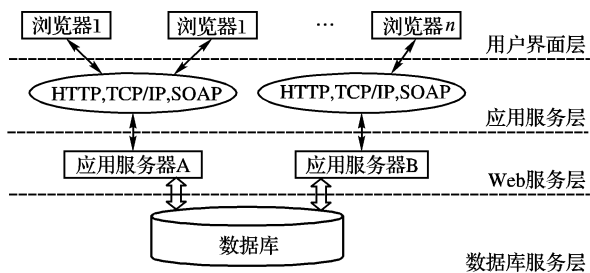 浏览器1 浏览器1 … 浏览器n
用户界面层
HTTP,TCP/IP,SOAP HTTP,TCP/IP,SOAP
应用服务层
应用服务器A 应用服务器B
Web服务层
数据库
数据库服务层